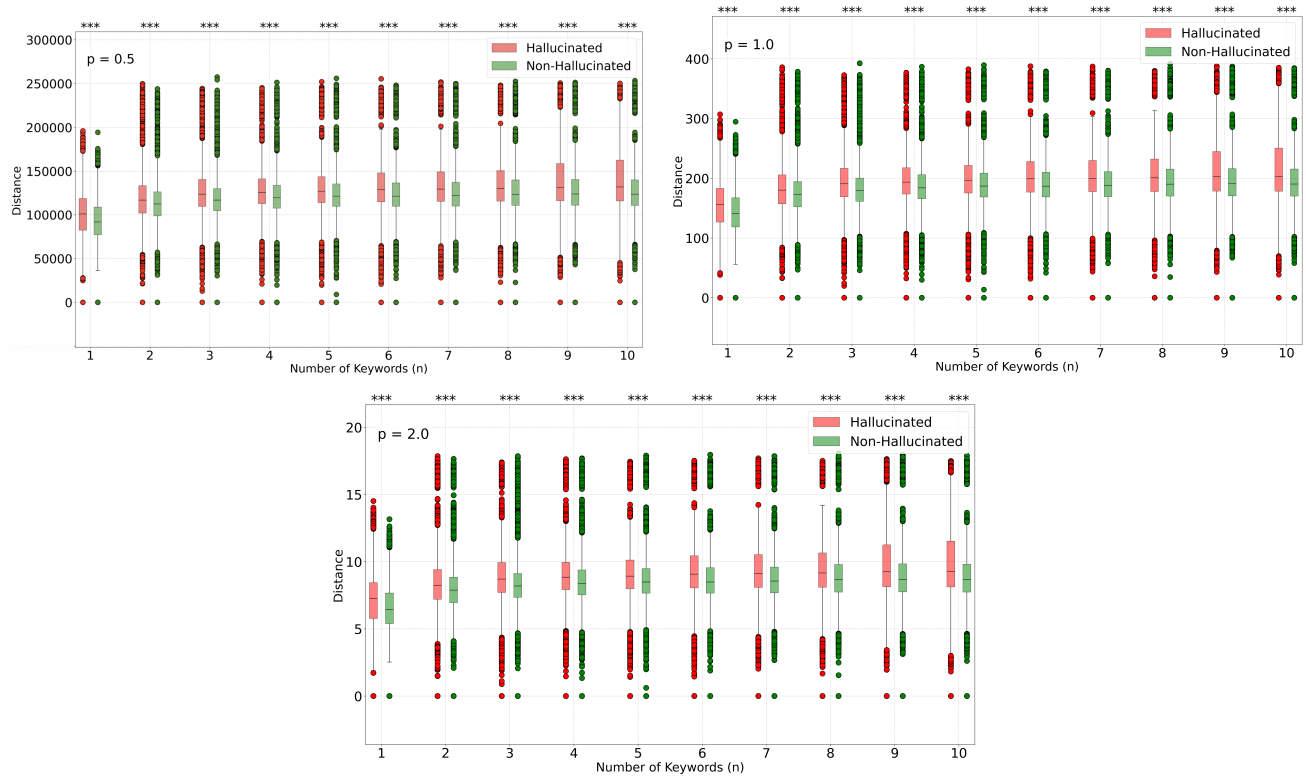 *** *** *** *** *** *** *** *** *** ***
300000
250000
200000
150000
100000
50000
0
Distance
p = 0.5
Hallucinated
Non-Hallucinated
1 2 3 4 5 6 7 8 9 10
Number of Keywords (n)
*** *** *** *** *** *** *** *** *** ***
400
300
200
100
0
Distance
p = 1.0
Hallucinated
Non-Hallucinated
1 2 3 4 5 6 7 8 9 10
Number of Keywords (n)
*** *** *** *** *** *** *** *** *** ***
20
15
10
5
0
Distance
p = 2.0
Hallucinated
Non-Hallucinated
1 2 3 4 5 6 7 8 9 10
Number of Keywords (n)